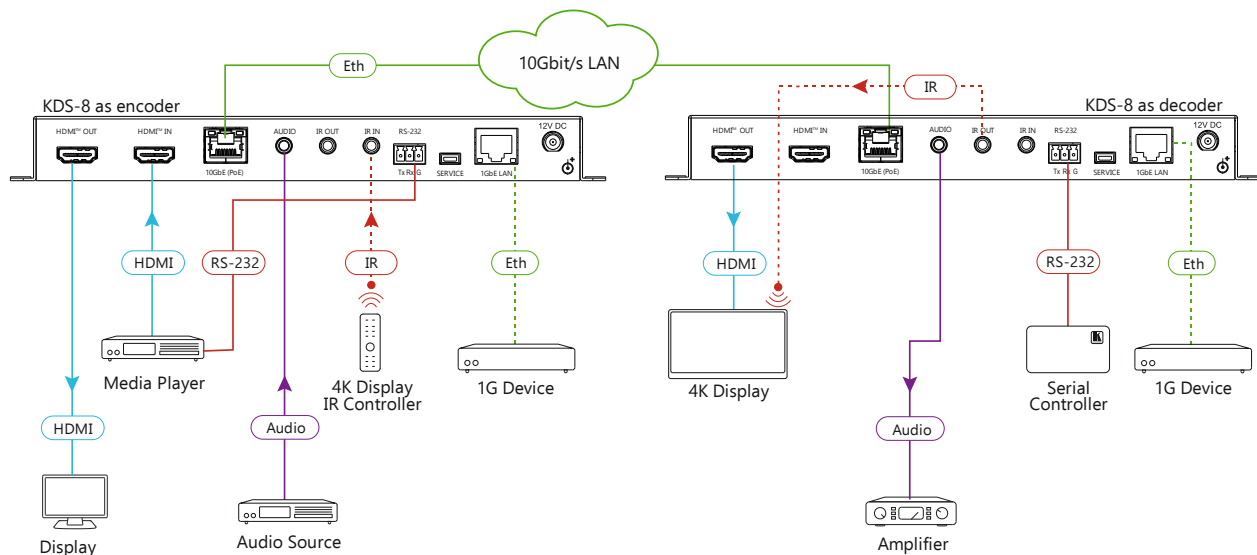 10Gbit/s LAN
Eth
IR
KDS-8 as encoder
KDS-8 as decoder
HDMI™ OUT
HDMI™ IN
AUDIO
IR OUT
IR IN
RS-232
12V DC
10GbE (PoE)
Tx Rx G
SERVICE
1GbE LAN
HDMI™ OUT
HDMI™ IN
AUDIO
IR OUT
IR IN
RS-232
12V DC
10GbE (PoE)
Tx Rx G
SERVICE
1GbE LAN
HDMI
RS-232
IR
Eth
HDMI
RS-232
Eth
Media Player
4K Display
IR Controller
1G Device
4K Display
Serial
Controller
1G Device
HDMI
Audio
Audio
Display
Audio Source
Amplifier